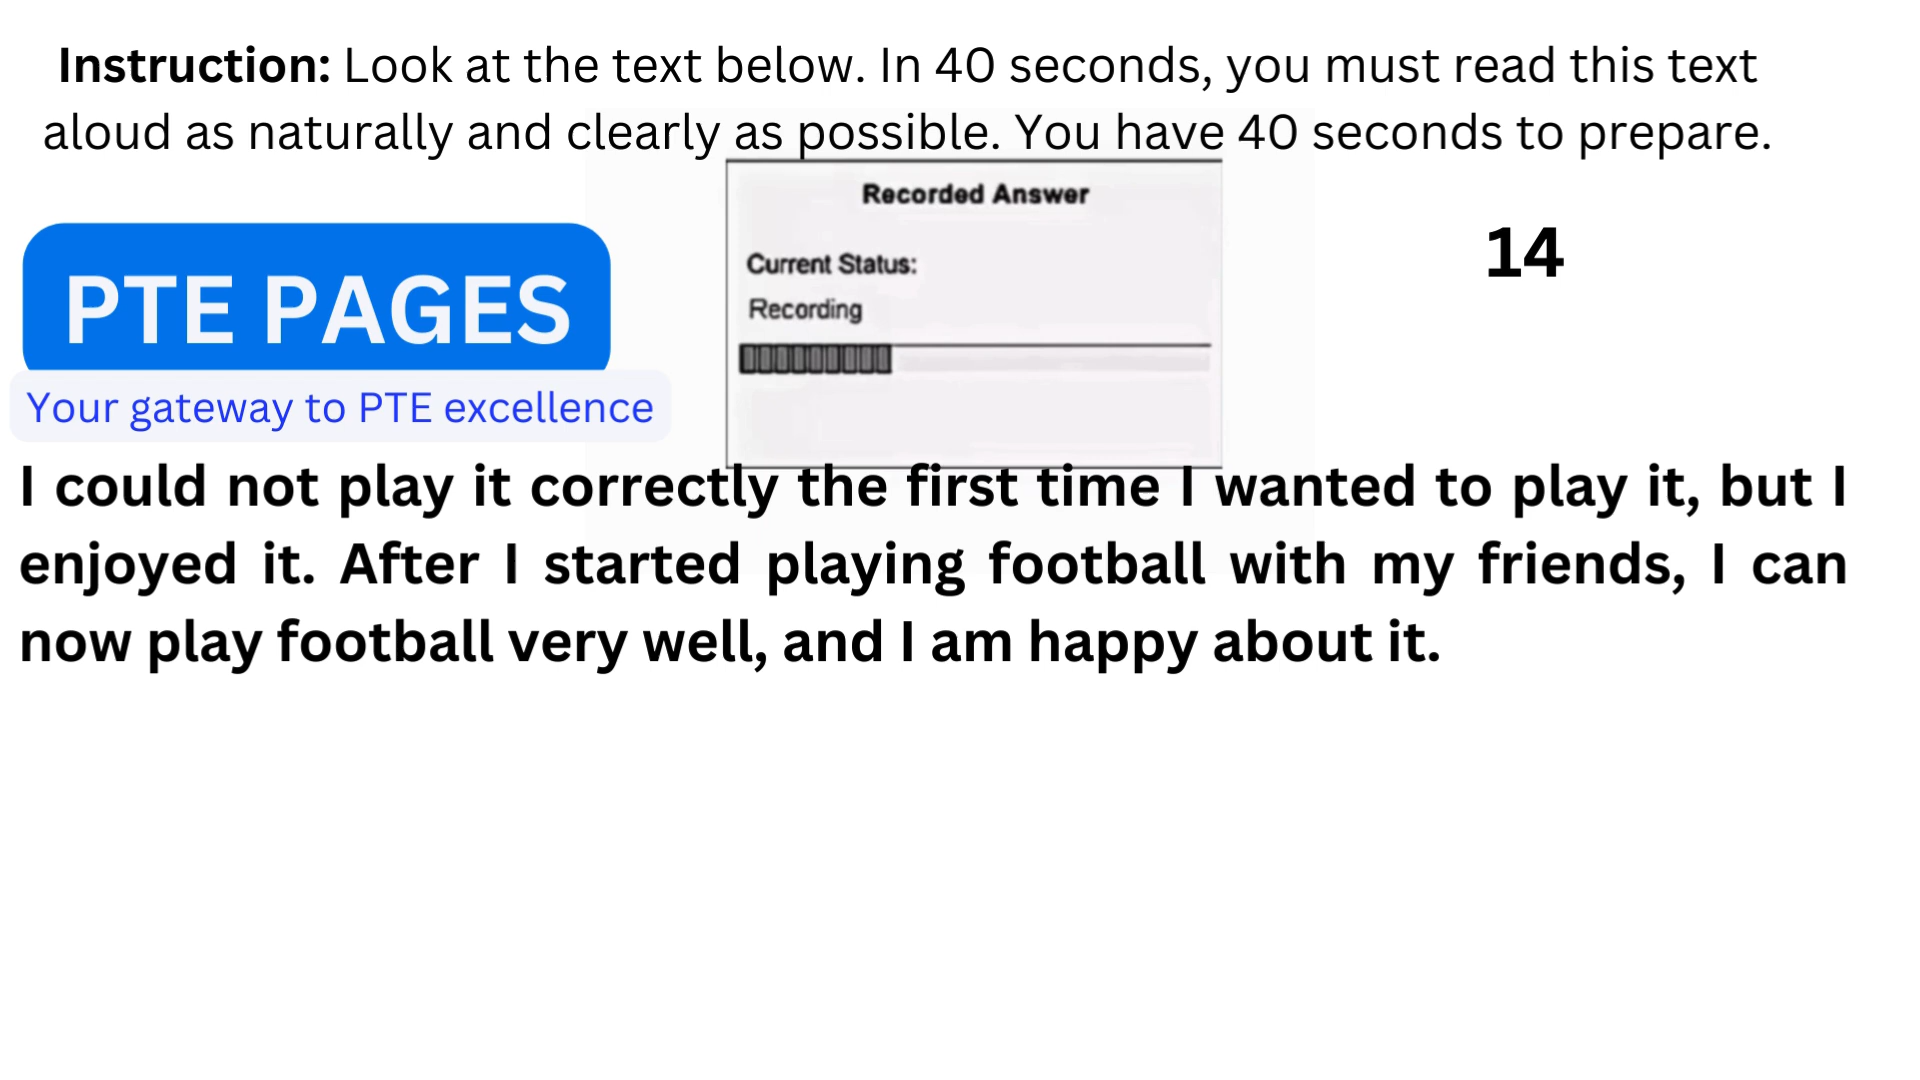 Instruction: Look at the text below. In 40 seconds, you must read this text
aloud as naturally and clearly as possible. You have 40 seconds to prepare.
Recorded Answer
14
PTE PAGES
Current Status:
Recording
Your gateway to PTE excellence
I could not play it correctly the first time I wanted to play it, but I
enjoyed it. After I started playing football with my friends, I can
now play football very well, and I am happy about it.